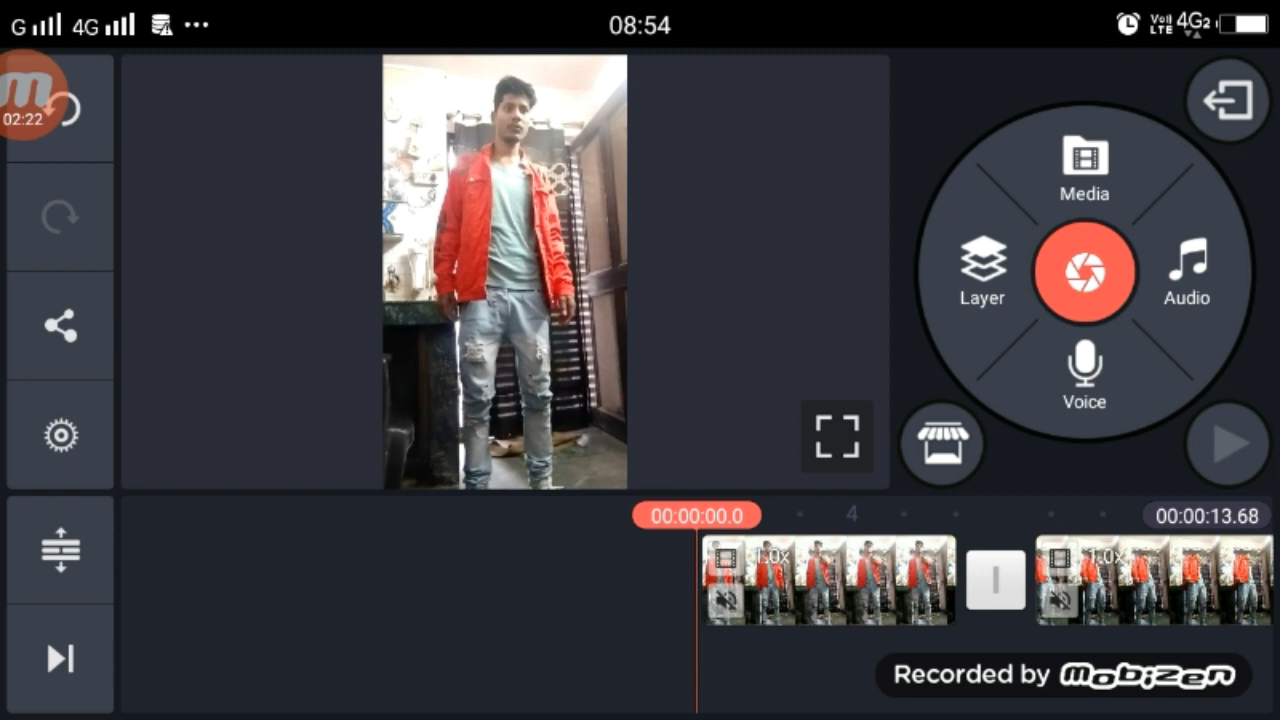 G 4G 08:54 VoII LTE 4G2
m
02:22
Media
Layer
Audio
Voice
00:00:00.0
4
00:00:13.68
1.0x
1.0x
Recorded by mobizen